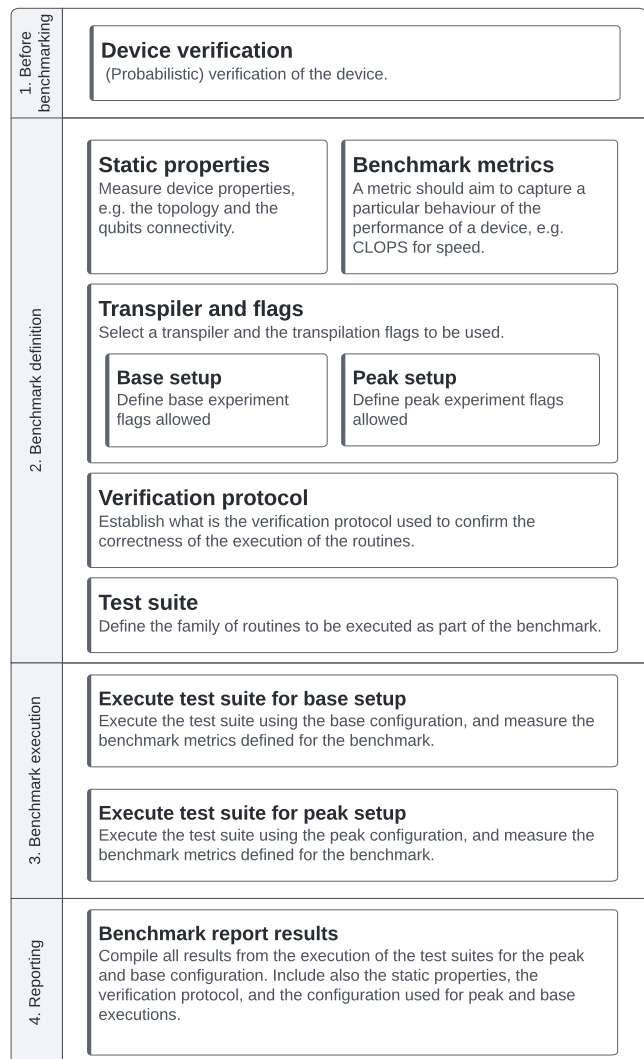 1. Before
benchmarking
Device verification
(Probabilistic) verification of the device.
2. Benchmark definition
Static properties
Measure device properties,
e.g. the topology and the
qubits connectivity.
Benchmark metrics
A metric should aim to capture a
particular behaviour of the
performance of a device, e.g.
CLOPS for speed.
Transpiler and flags
Select a transpiler and the transpilation flags to be used.
Base setup
Define base experiment
flags allowed
Peak setup
Define peak experiment flags
allowed
Verification protocol
Establish what is the verification protocol used to confirm the
correctness of the execution of the routines.
Test suite
Define the family of routines to be executed as part of the benchmark.
3. Benchmark execution
Execute test suite for base setup
Execute the test suite using the base configuration, and measure the
benchmark metrics defined for the benchmark.
Execute test suite for peak setup
Execute the test suite using the peak configuration, and measure the
benchmark metrics defined for the benchmark.
4. Reporting
Benchmark report results
Compile all results from the execution of the test suites for the peak
and base configuration. Include also the static properties, the
verification protocol, and the configuration used for peak and base
executions.